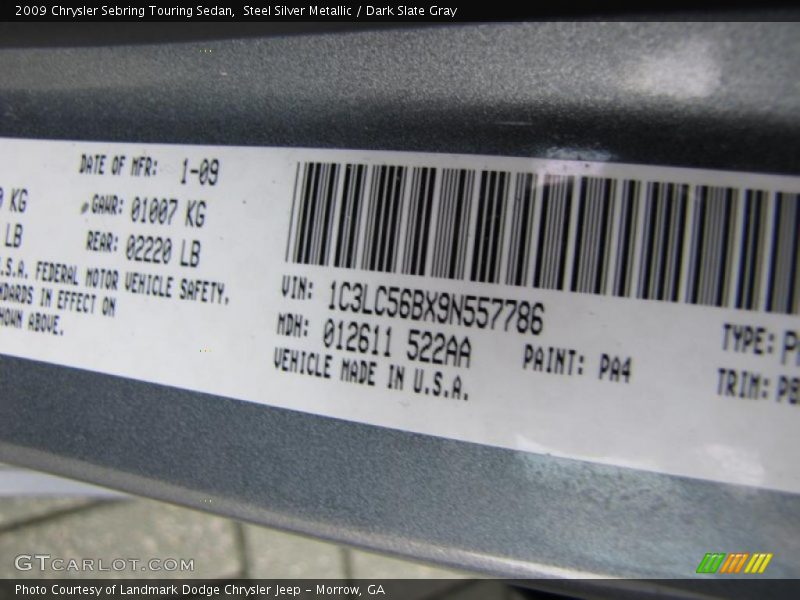 2009 Chrysler Sebring Touring Sedan, Steel Silver Metallic / Dark Slate Gray
DATE OF MFR: 1-09
KG GAWR: 01007 KG
LB REAR: 02220 LB
U.S.A. FEDERAL MOTOR VEHICLE SAFETY.
IN EFFECT ON
ABOVE.
VIN: 1C3LC56BX9N557786
MDH: 012611 522AA
VEHICLE MADE IN U.S.A.
PAINT: PA4
TYPE:
TRIM:
GTCARLOT.COM
Photo Courtesy of Landmark Dodge Chrysler Jeep – Morrow, GA